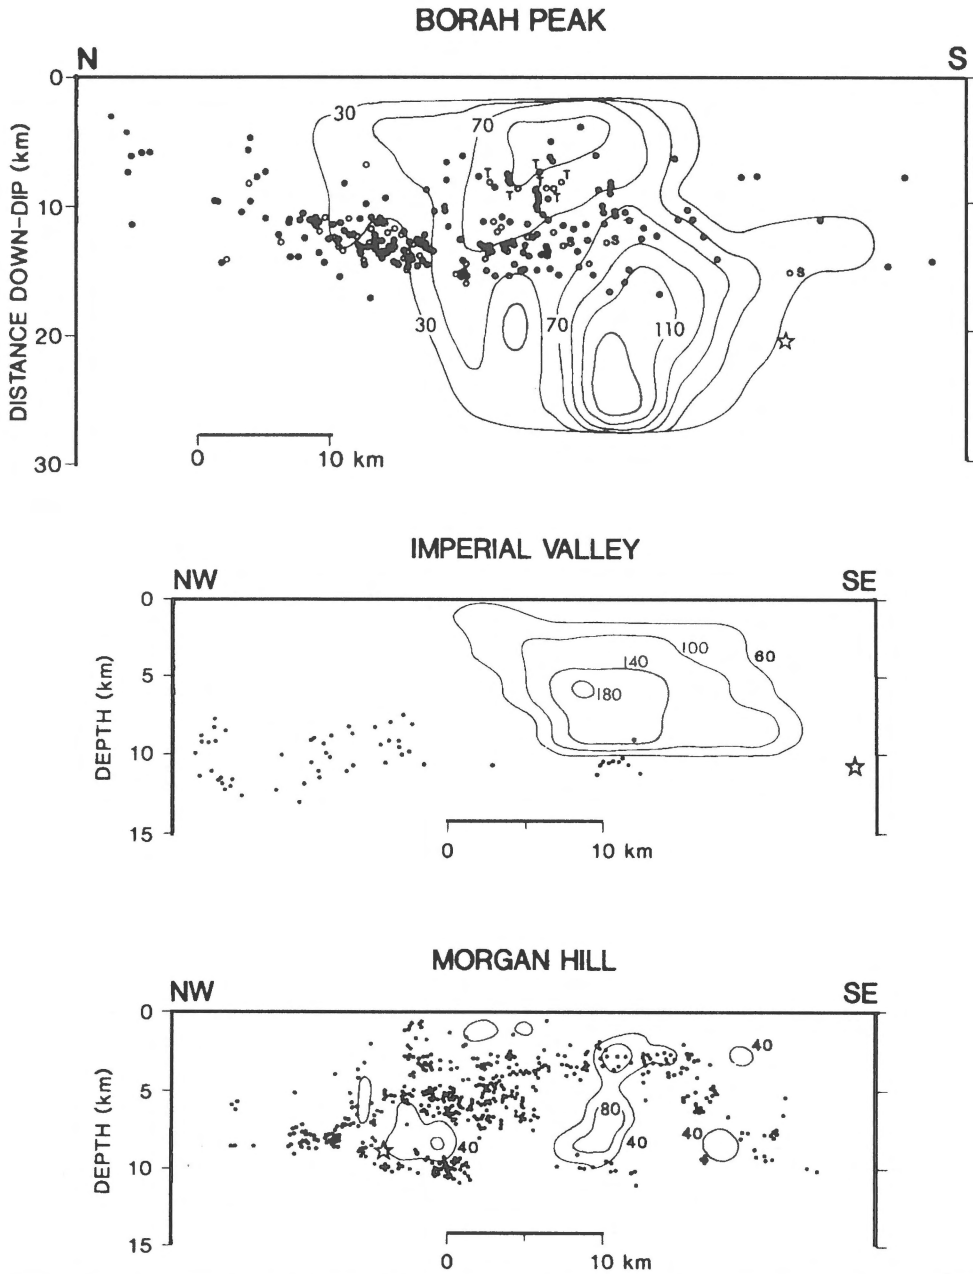 BORAH PEAK
N S
0
30
70
T T T
T
T T
10
S S
S
30 70 110
20
0 10 km
30
DISTANCE DOWN-DIP (km)
IMPERIAL VALLEY
NW SE
0
100 60
140
5
180
10
15
0 10 km
DEPTH (km)
MORGAN HILL
NW SE
0
40
5
80
40 40 40
10
15
0 10 km
DEPTH (km)